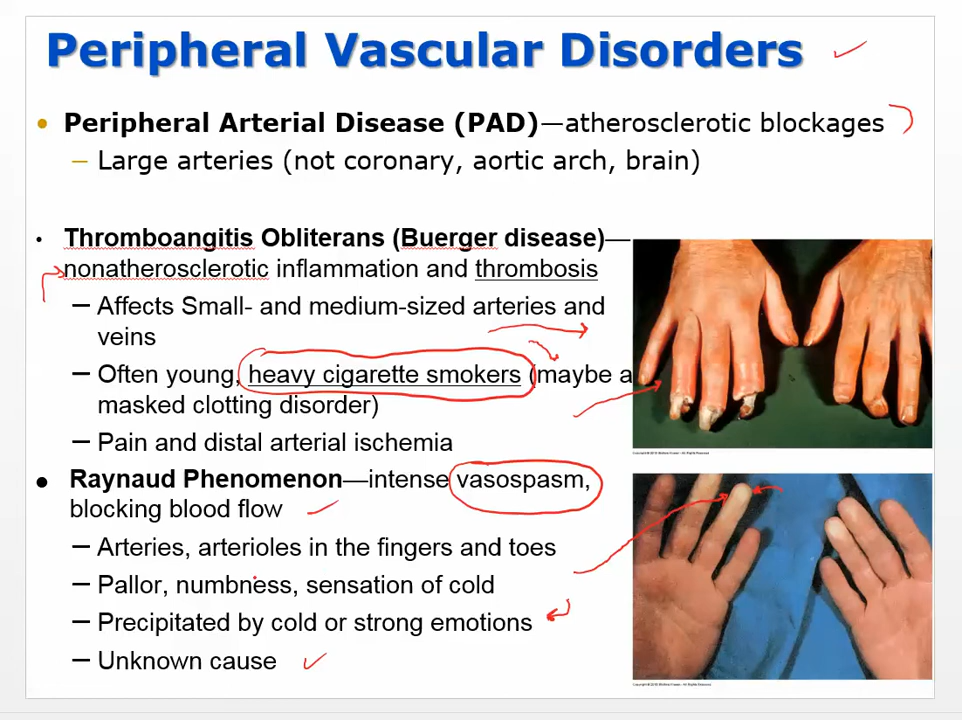 Peripheral Vascular Disorders
• Peripheral Arterial Disease (PAD)—atherosclerotic blockages
– Large arteries (not coronary, aortic arch, brain)
• Thromboangitis Obliterans (Buerger disease)—
nonatherosclerotic inflammation and thrombosis
– Affects Small- and medium-sized arteries and
veins
– Often young, heavy cigarette smokers (maybe a
masked clotting disorder)
– Pain and distal arterial ischemia
• Raynaud Phenomenon—intense vasospasm,
blocking blood flow
– Arteries, arterioles in the fingers and toes
– Pallor, numbness, sensation of cold
– Precipitated by cold or strong emotions
– Unknown cause